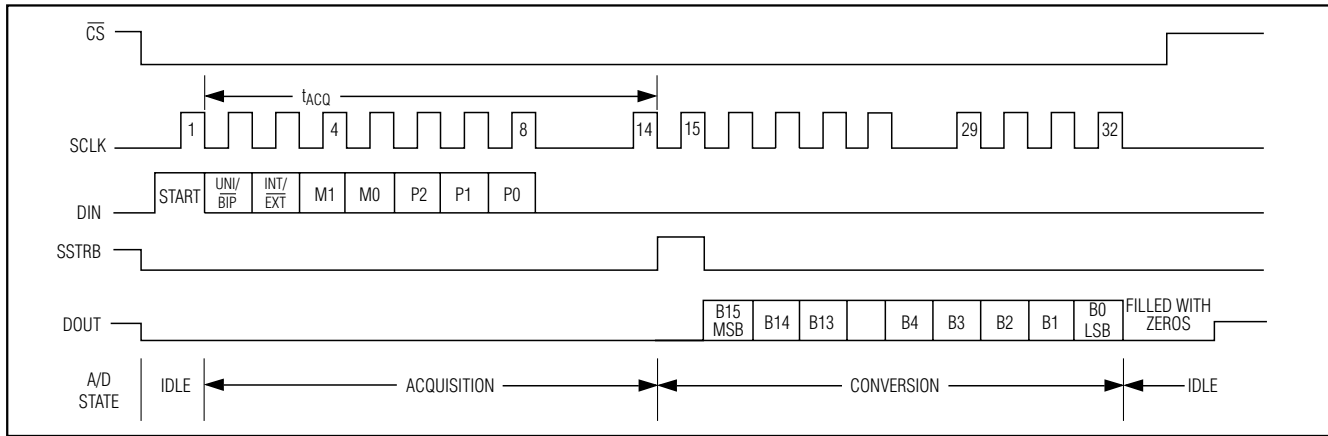 CS
tACQ
SCLK 1 4 8 14 15 29 32
DIN START UNI/ BIP INT/ EXT M1 M0 P2 P1 P0
SSTRB
DOUT B15 MSB B14 B13 B4 B3 B2 B1 B0 LSB FILLED WITH ZEROS
A/D STATE IDLE ACQUISITION CONVERSION IDLE